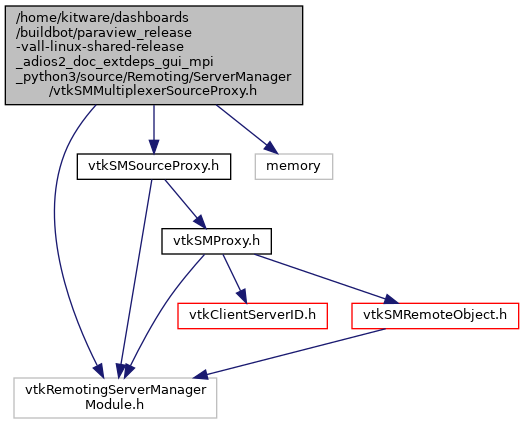 /home/kitware/dashboards
/buildbot/paraview_release
-vall-linux-shared-release
_adios2_doc_extdeps_gui_mpi
_python3/source/Remoting/ServerManager
/vtkSMMultiplexerSourceProxy.h
vtkSMSourceProxy.h
memory
vtkSMProxy.h
vtkClientServerID.h
vtkSMRemoteObject.h
vtkRemotingServerManager
Module.h